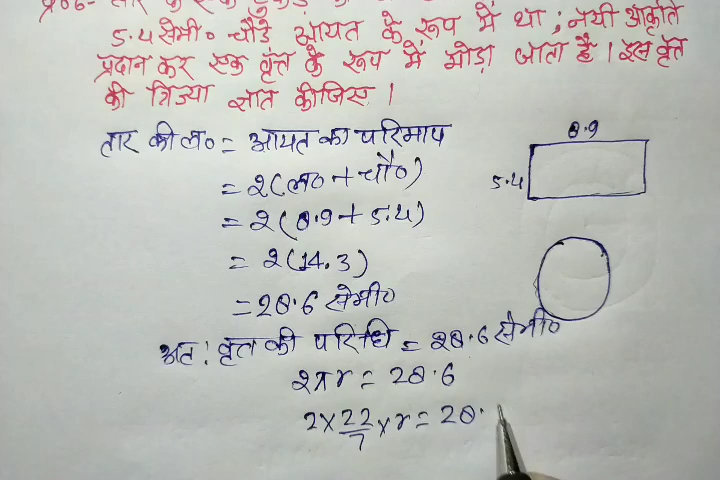 5.4 सेमी० चौड़े आयत के रूप में था; नयी आकृति
प्रदान कर एक वृत्त के रूप में मोड़ा जाता है। इस वृत्त
की त्रिज्या ज्ञात कीजिए।
तार की ल० = आयत का परिमाप
= 2(ल० + चौ०)
= 2(8.9 + 5.4)
= 2(14.3)
= 28.6 सेमी०
8.9
5.4
अतः वृत्त की परिधि = 28.6 सेमी०
2πr = 28.6
2 × 22/7 × r = 28.